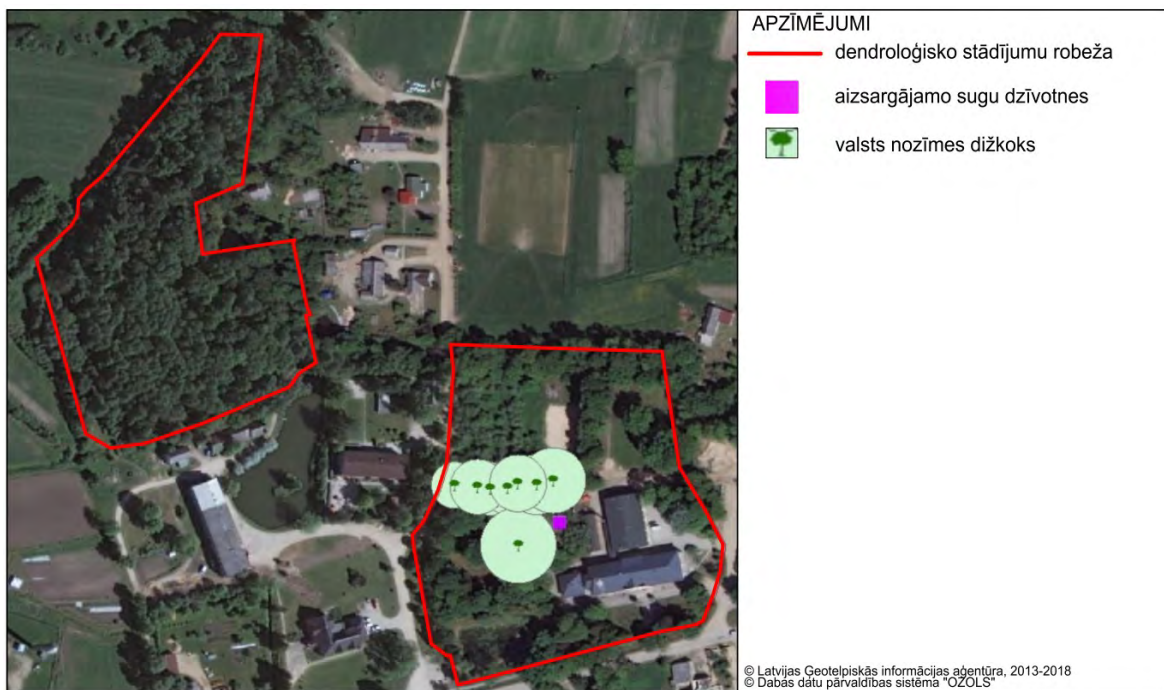 APZĪMĒJUMI
dendroloģisko stādījumu robeža
aizsargājamo sugu dzīvotnes
valsts nozīmes dižkoks
© Latvijas Ģeotelpiskās informācijas aģentūra, 2013-2018
© Dabas datu pārvaldības sistēma "OZOLS"